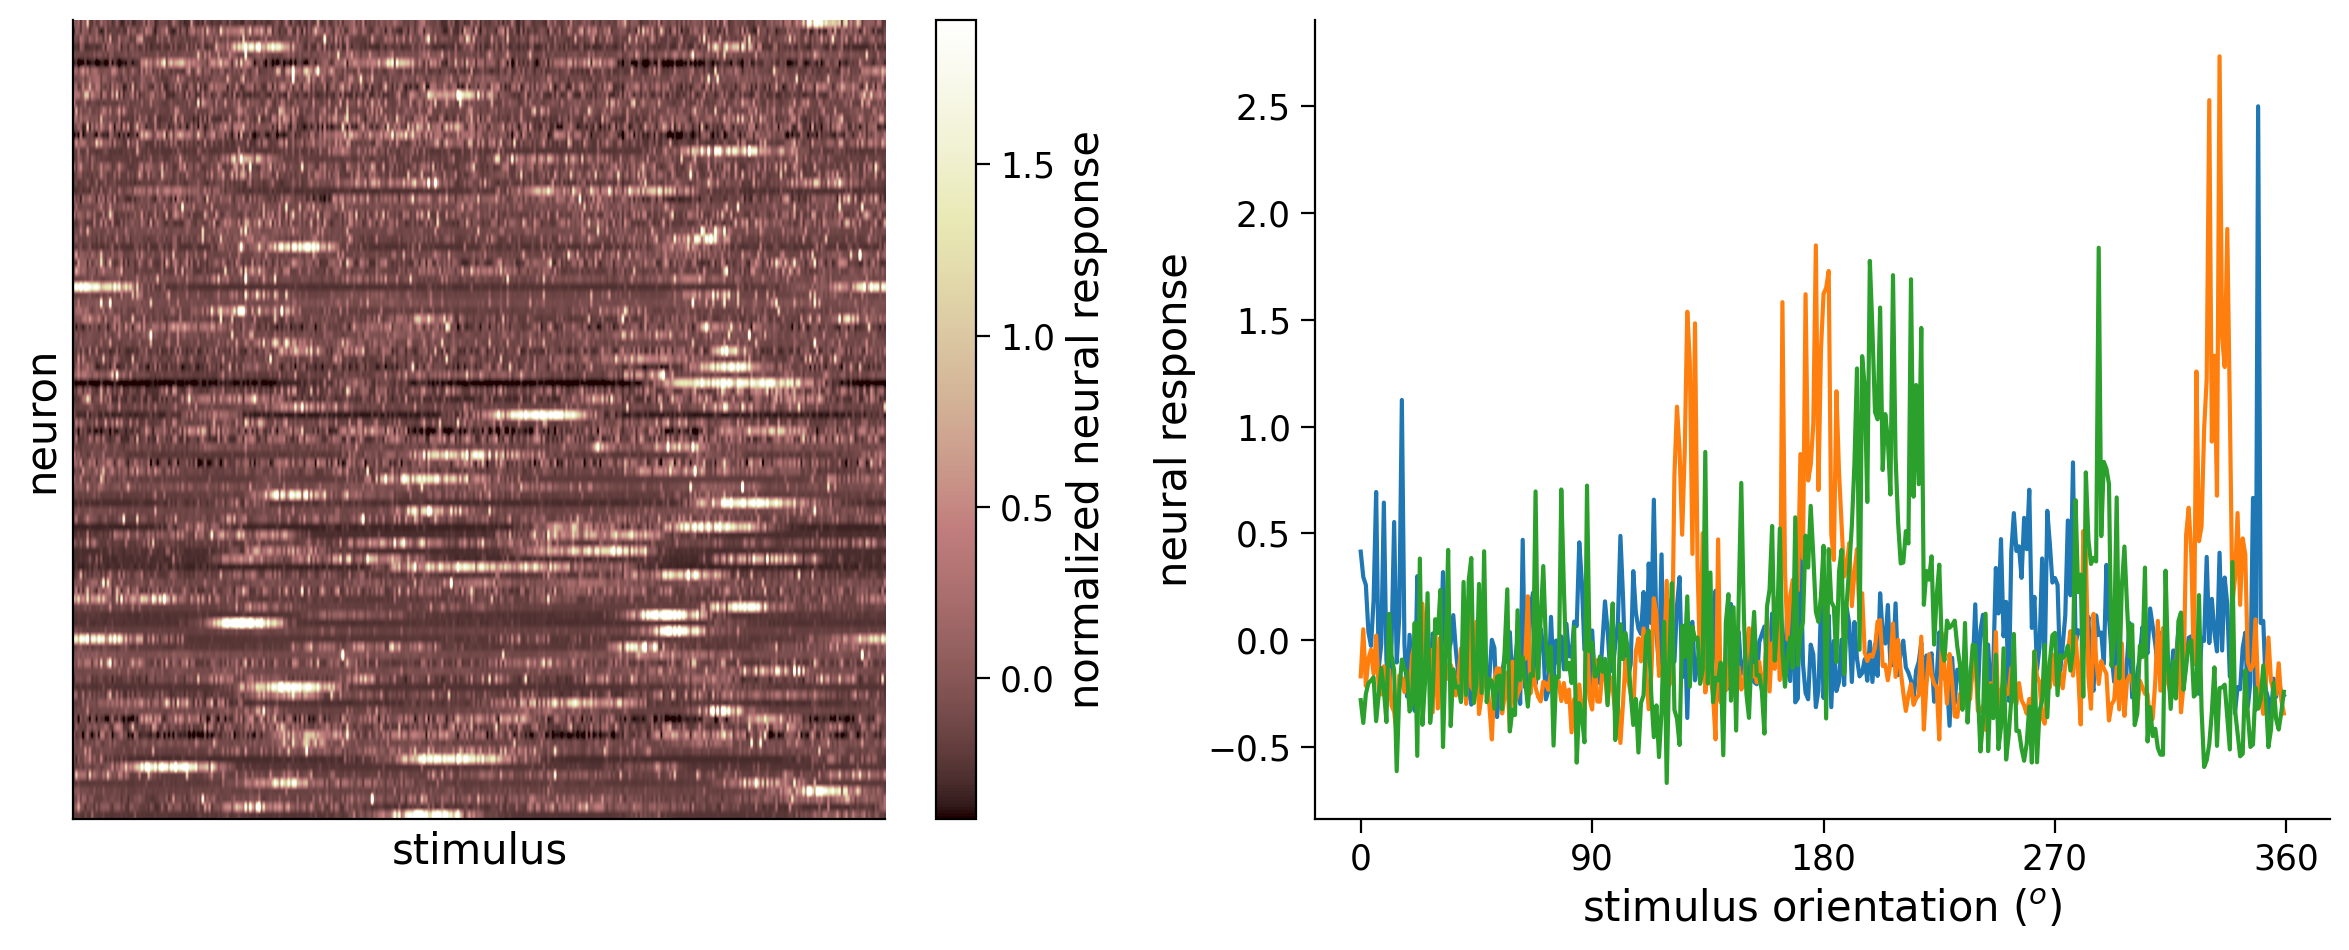 neuron
stimulus
1.5
1.0
0.5
0.0
normalized neural response
neural response
2.5
2.0
1.5
1.0
0.5
0.0
−0.5
0 90 180 270 360
stimulus orientation (o)